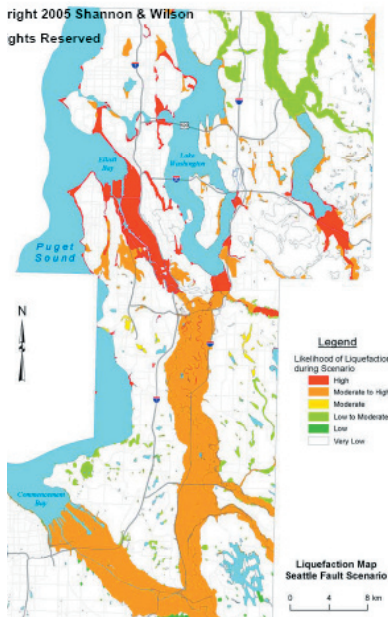 right 2005 Shannon & Wilson
ghts Reserved
Elliott
Bay
Lake
Washington
Puget
Sound
N
Legend
Likelihood of Liquefaction
during Scenario
High
Moderate to High
Moderate
Low to Moderate
Low
Very Low
Commencement
Bay
Liquefaction Map
Seattle Fault Scenario
0 4 8 km